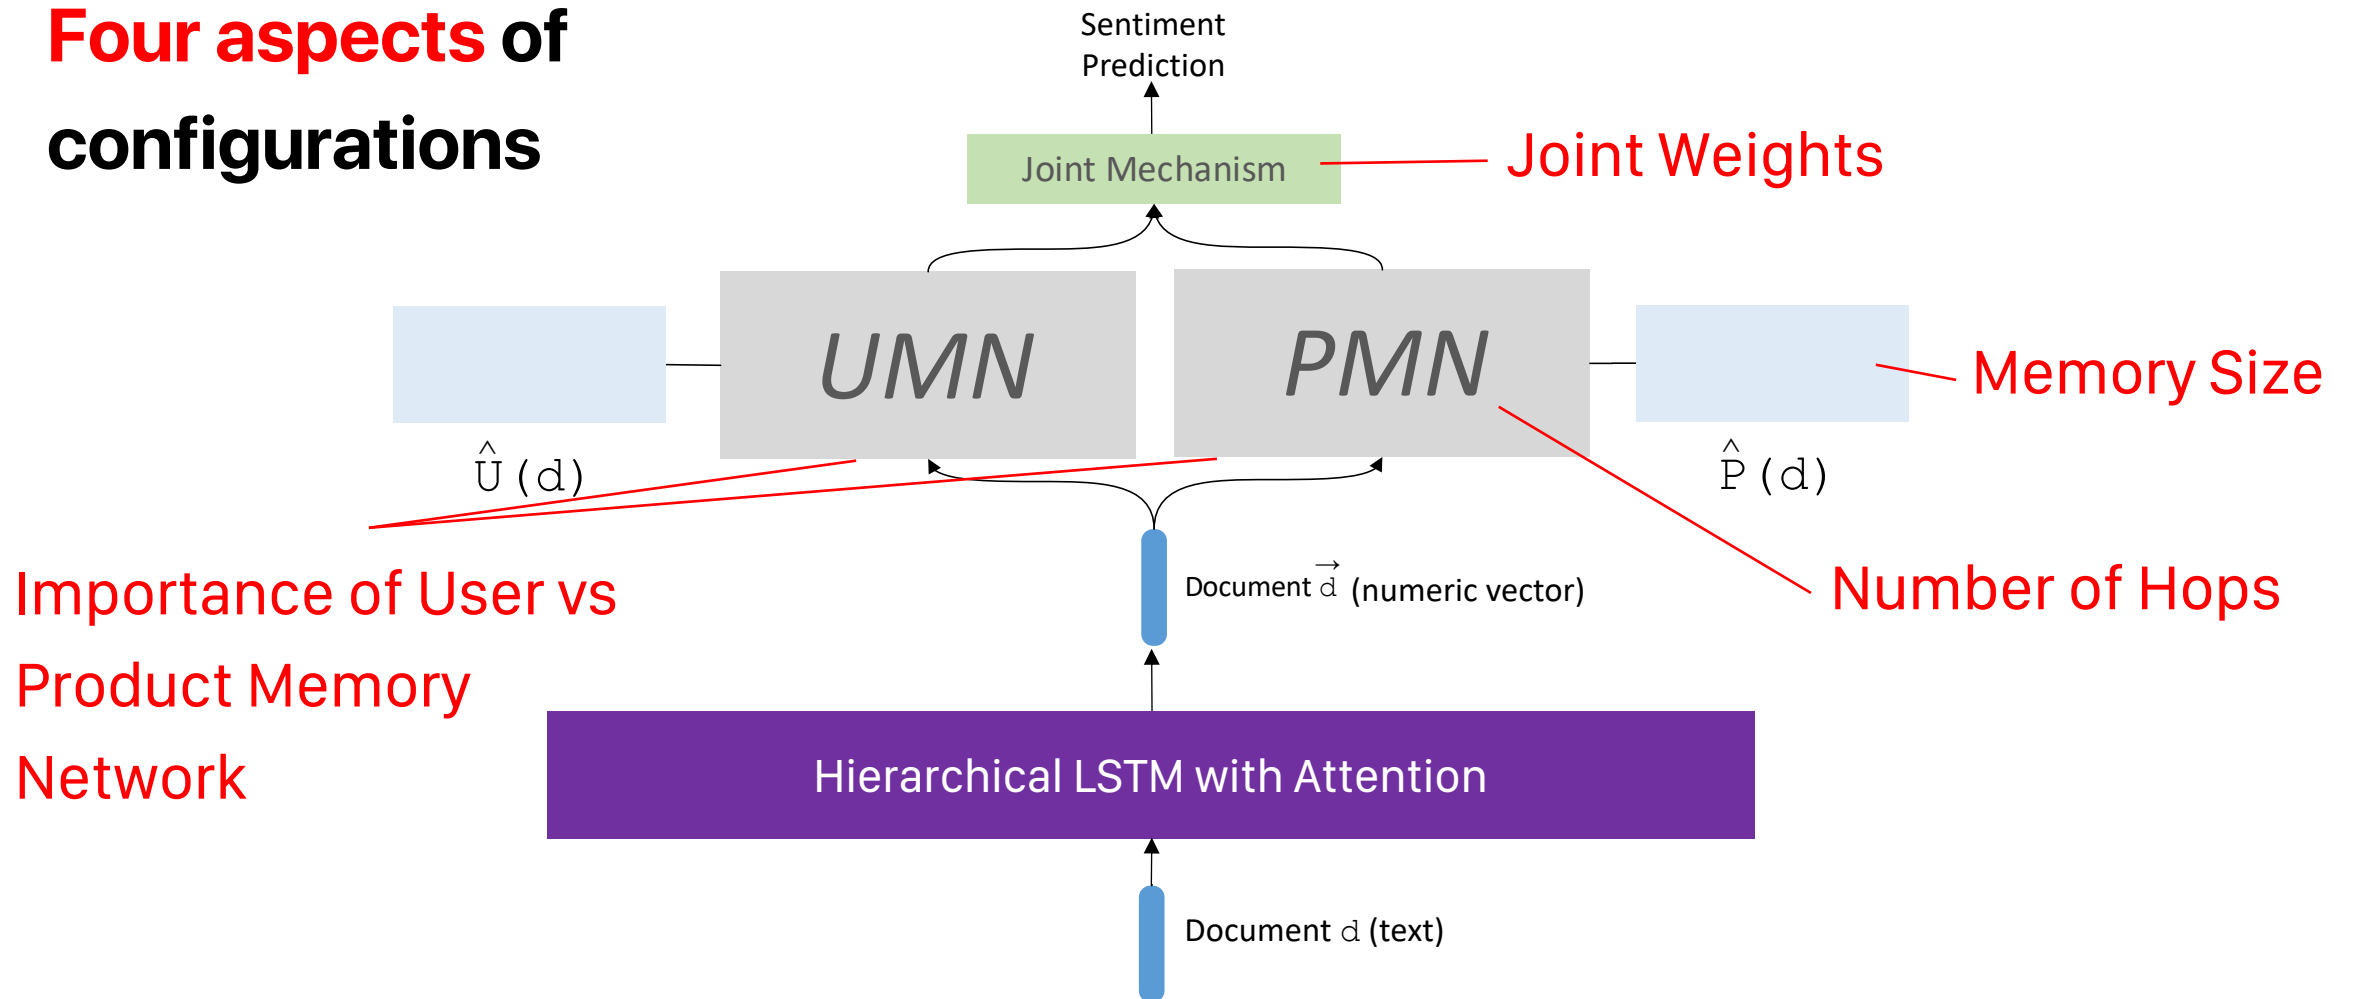 Four aspects of
configurations
Sentiment
Prediction
Joint Mechanism
Joint Weights
UMN
PMN
Memory Size
Û(d)
P̂(d)
Importance of User vs
Product Memory
Network
Document d⃗ (numeric vector)
Number of Hops
Hierarchical LSTM with Attention
Document d (text)